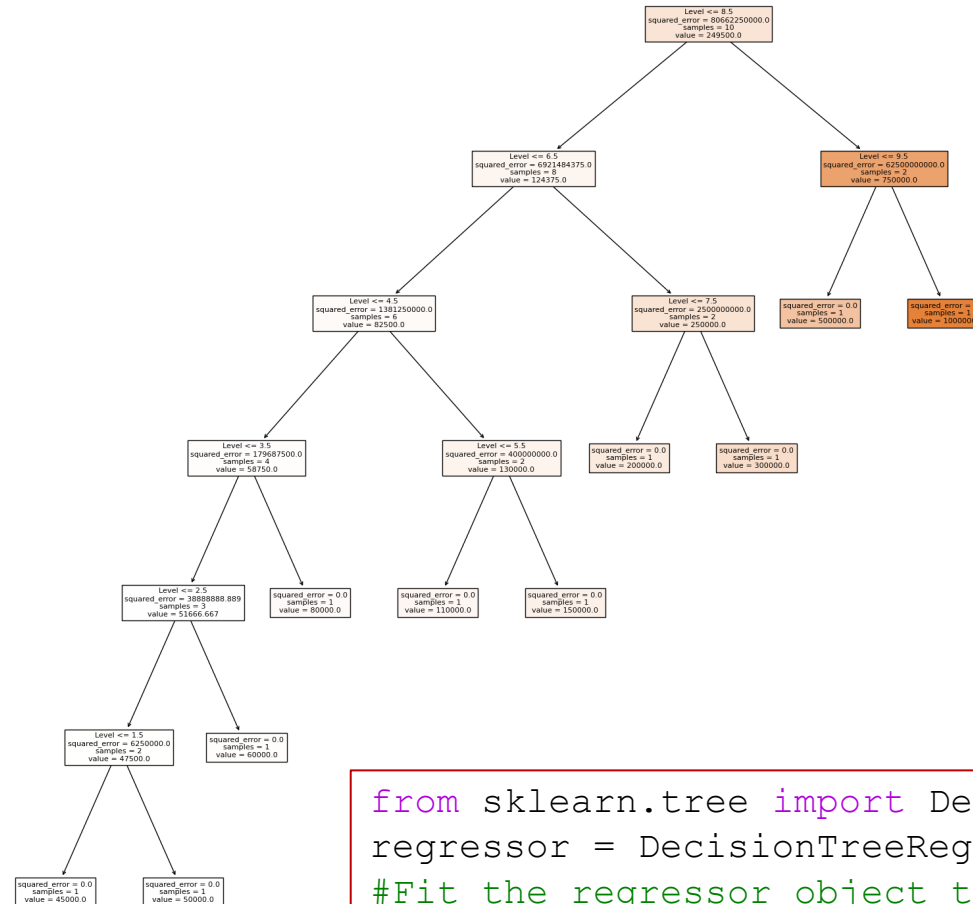 Level <= 8.5
squared_error = 80662250000.0
samples = 10
value = 249500.0
Level <= 6.5
squared_error = 6921484375.0
samples = 8
value = 124375.0
Level <= 9.5
squared_error = 62500000000.0
samples = 2
value = 750000.0
Level <= 4.5
squared_error = 1381250000.0
samples = 6
value = 82500.0
Level <= 7.5
squared_error = 2500000000.0
samples = 2
value = 250000.0
squared_error = 0.0
samples = 1
value = 500000.0
squared_error =
samples = 1
value = 1000000
Level <= 3.5
squared_error = 179687500.0
samples = 4
value = 58750.0
Level <= 5.5
squared_error = 400000000.0
samples = 2
value = 130000.0
squared_error = 0.0
samples = 1
value = 200000.0
squared_error = 0.0
samples = 1
value = 300000.0
Level <= 2.5
squared_error = 38888888.889
samples = 3
value = 51666.667
squared_error = 0.0
samples = 1
value = 80000.0
squared_error = 0.0
samples = 1
value = 110000.0
squared_error = 0.0
samples = 1
value = 150000.0
Level <= 1.5
squared_error = 6250000.0
samples = 2
value = 47500.0
squared_error = 0.0
samples = 1
value = 60000.0
squared_error = 0.0
samples = 1
value = 45000.0
squared_error = 0.0
samples = 1
value = 50000.0
from sklearn.tree import De
regressor = DecisionTreeReg
#Fit the regressor object t